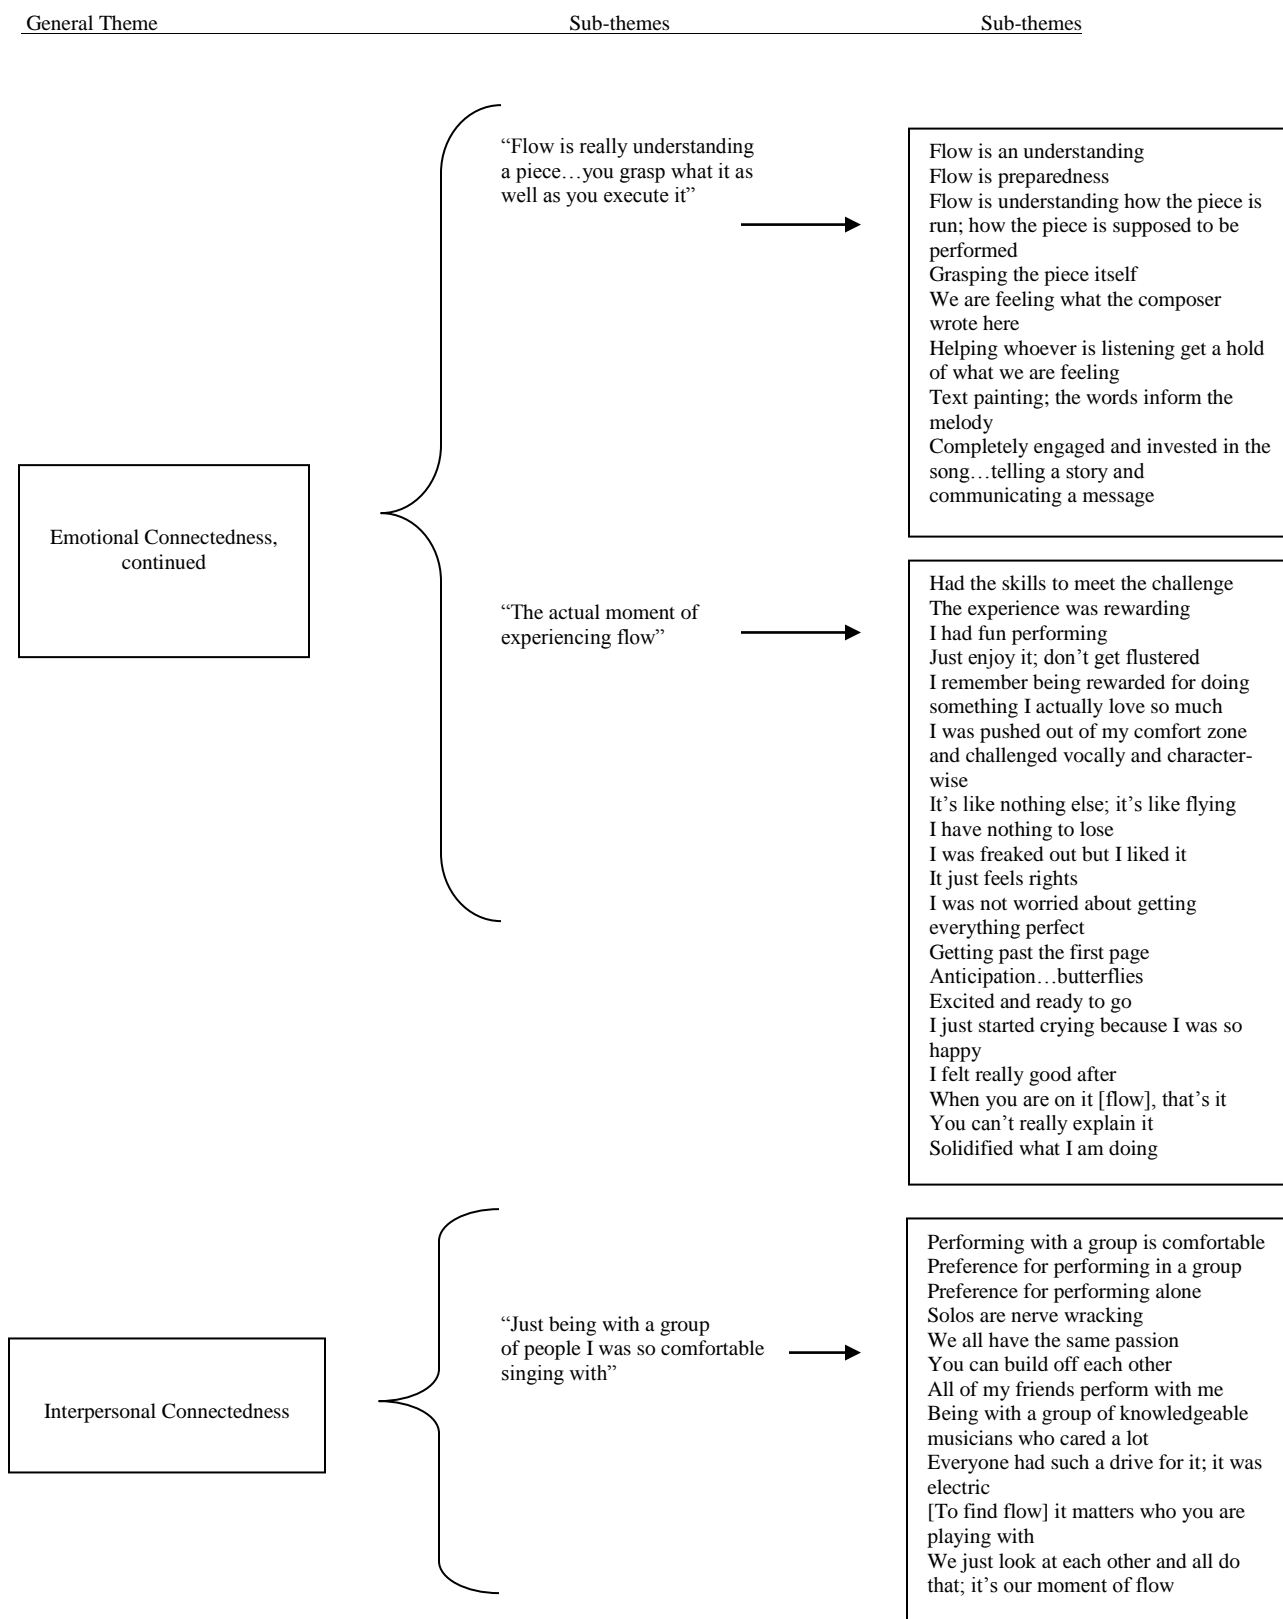 General Theme Sub-themes Sub-themes
“Flow is really understanding
a piece…you grasp what it as
well as you execute it”
Flow is an understanding
Flow is preparedness
Flow is understanding how the piece is
run; how the piece is supposed to be
performed
Grasping the piece itself
We are feeling what the composer
wrote here
Helping whoever is listening get a hold
of what we are feeling
Text painting; the words inform the
melody
Completely engaged and invested in the
song…telling a story and
communicating a message
Emotional Connectedness,
continued
“The actual moment of
experiencing flow”
Had the skills to meet the challenge
The experience was rewarding
I had fun performing
Just enjoy it; don’t get flustered
I remember being rewarded for doing
something I actually love so much
I was pushed out of my comfort zone
and challenged vocally and character-
wise
It’s like nothing else; it’s like flying
I have nothing to lose
I was freaked out but I liked it
It just feels rights
I was not worried about getting
everything perfect
Getting past the first page
Anticipation…butterflies
Excited and ready to go
I just started crying because I was so
happy
I felt really good after
When you are on it [flow], that’s it
You can’t really explain it
Solidified what I am doing
Interpersonal Connectedness
“Just being with a group
of people I was so comfortable
singing with”
Performing with a group is comfortable
Preference for performing in a group
Preference for performing alone
Solos are nerve wracking
We all have the same passion
You can build off each other
All of my friends perform with me
Being with a group of knowledgeable
musicians who cared a lot
Everyone had such a drive for it; it was
electric
[To find flow] it matters who you are
playing with
We just look at each other and all do
that; it’s our moment of flow